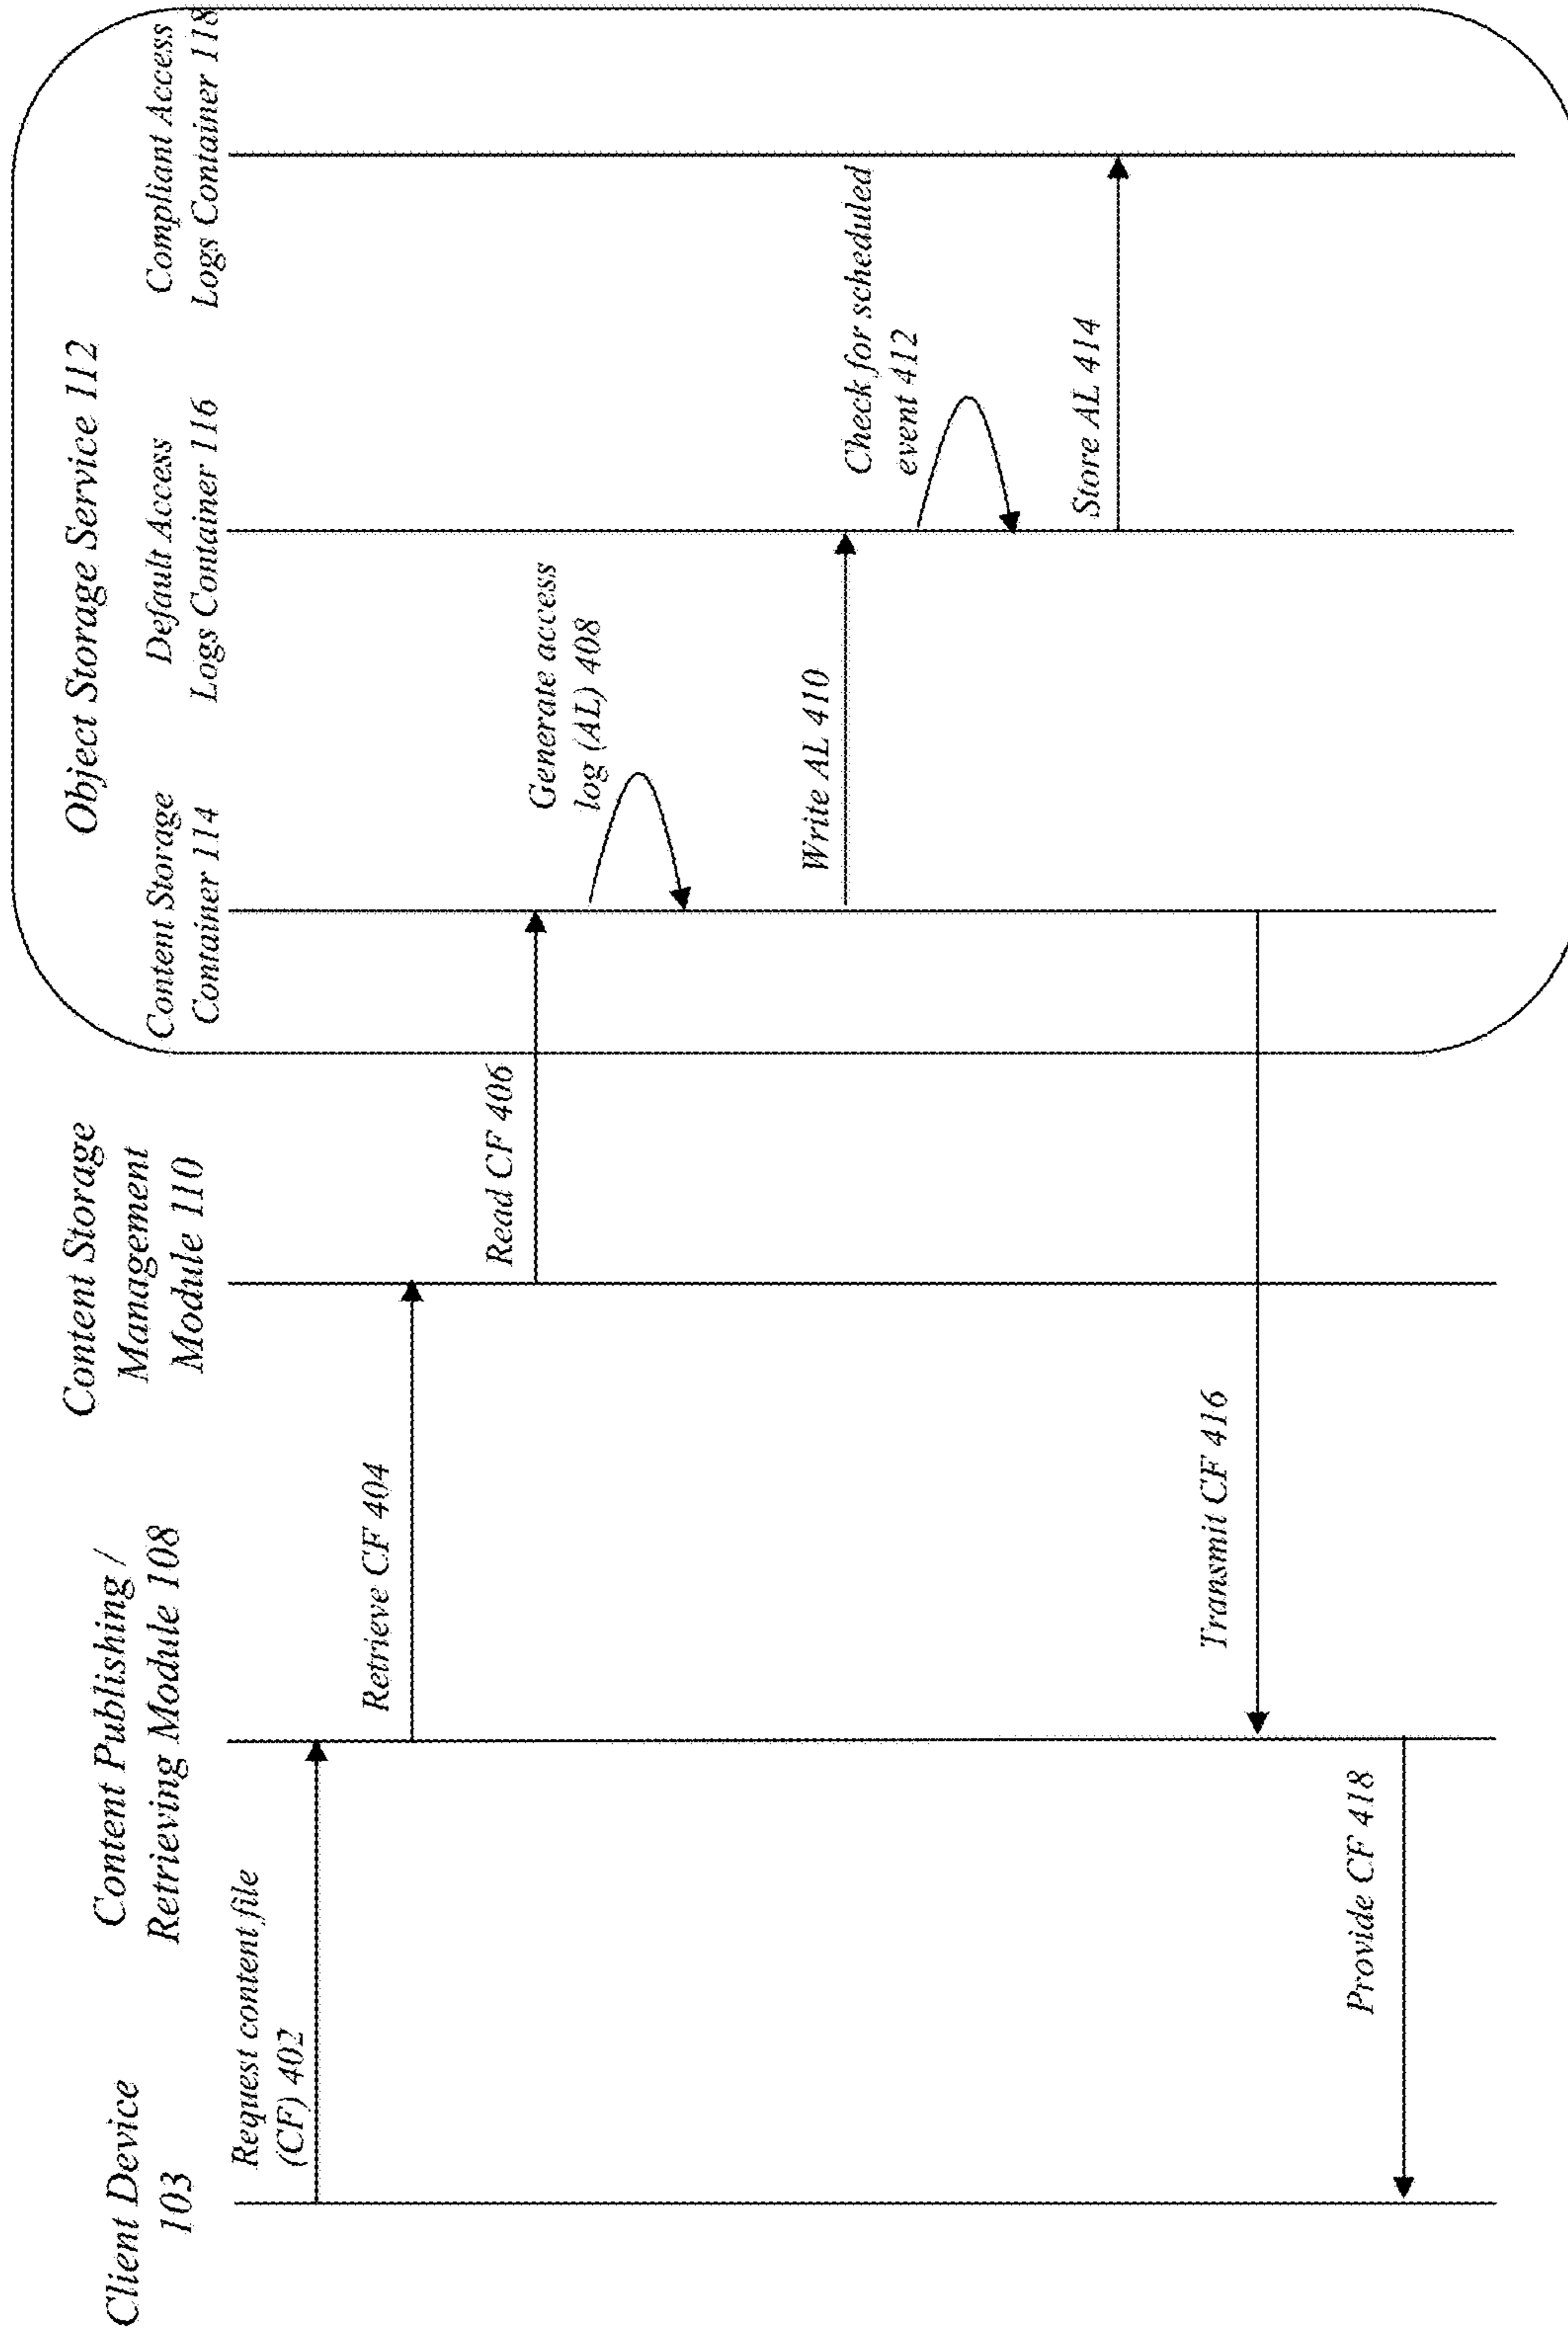 Client Device
103
Content Publishing /
Retrieving Module 108
Content Storage
Management
Module 110
Object Storage Service 112
Content Storage
Container 114
Default Access
Logs Container 116
Compliant Access
Logs Container 118
Request content file
(CF) 402
Retrieve CF 404
Read CF 406
Generate access
log (AL) 408
Write AL 410
Check for scheduled
event 412
Store AL 414
Transmit CF 416
Provide CF 418